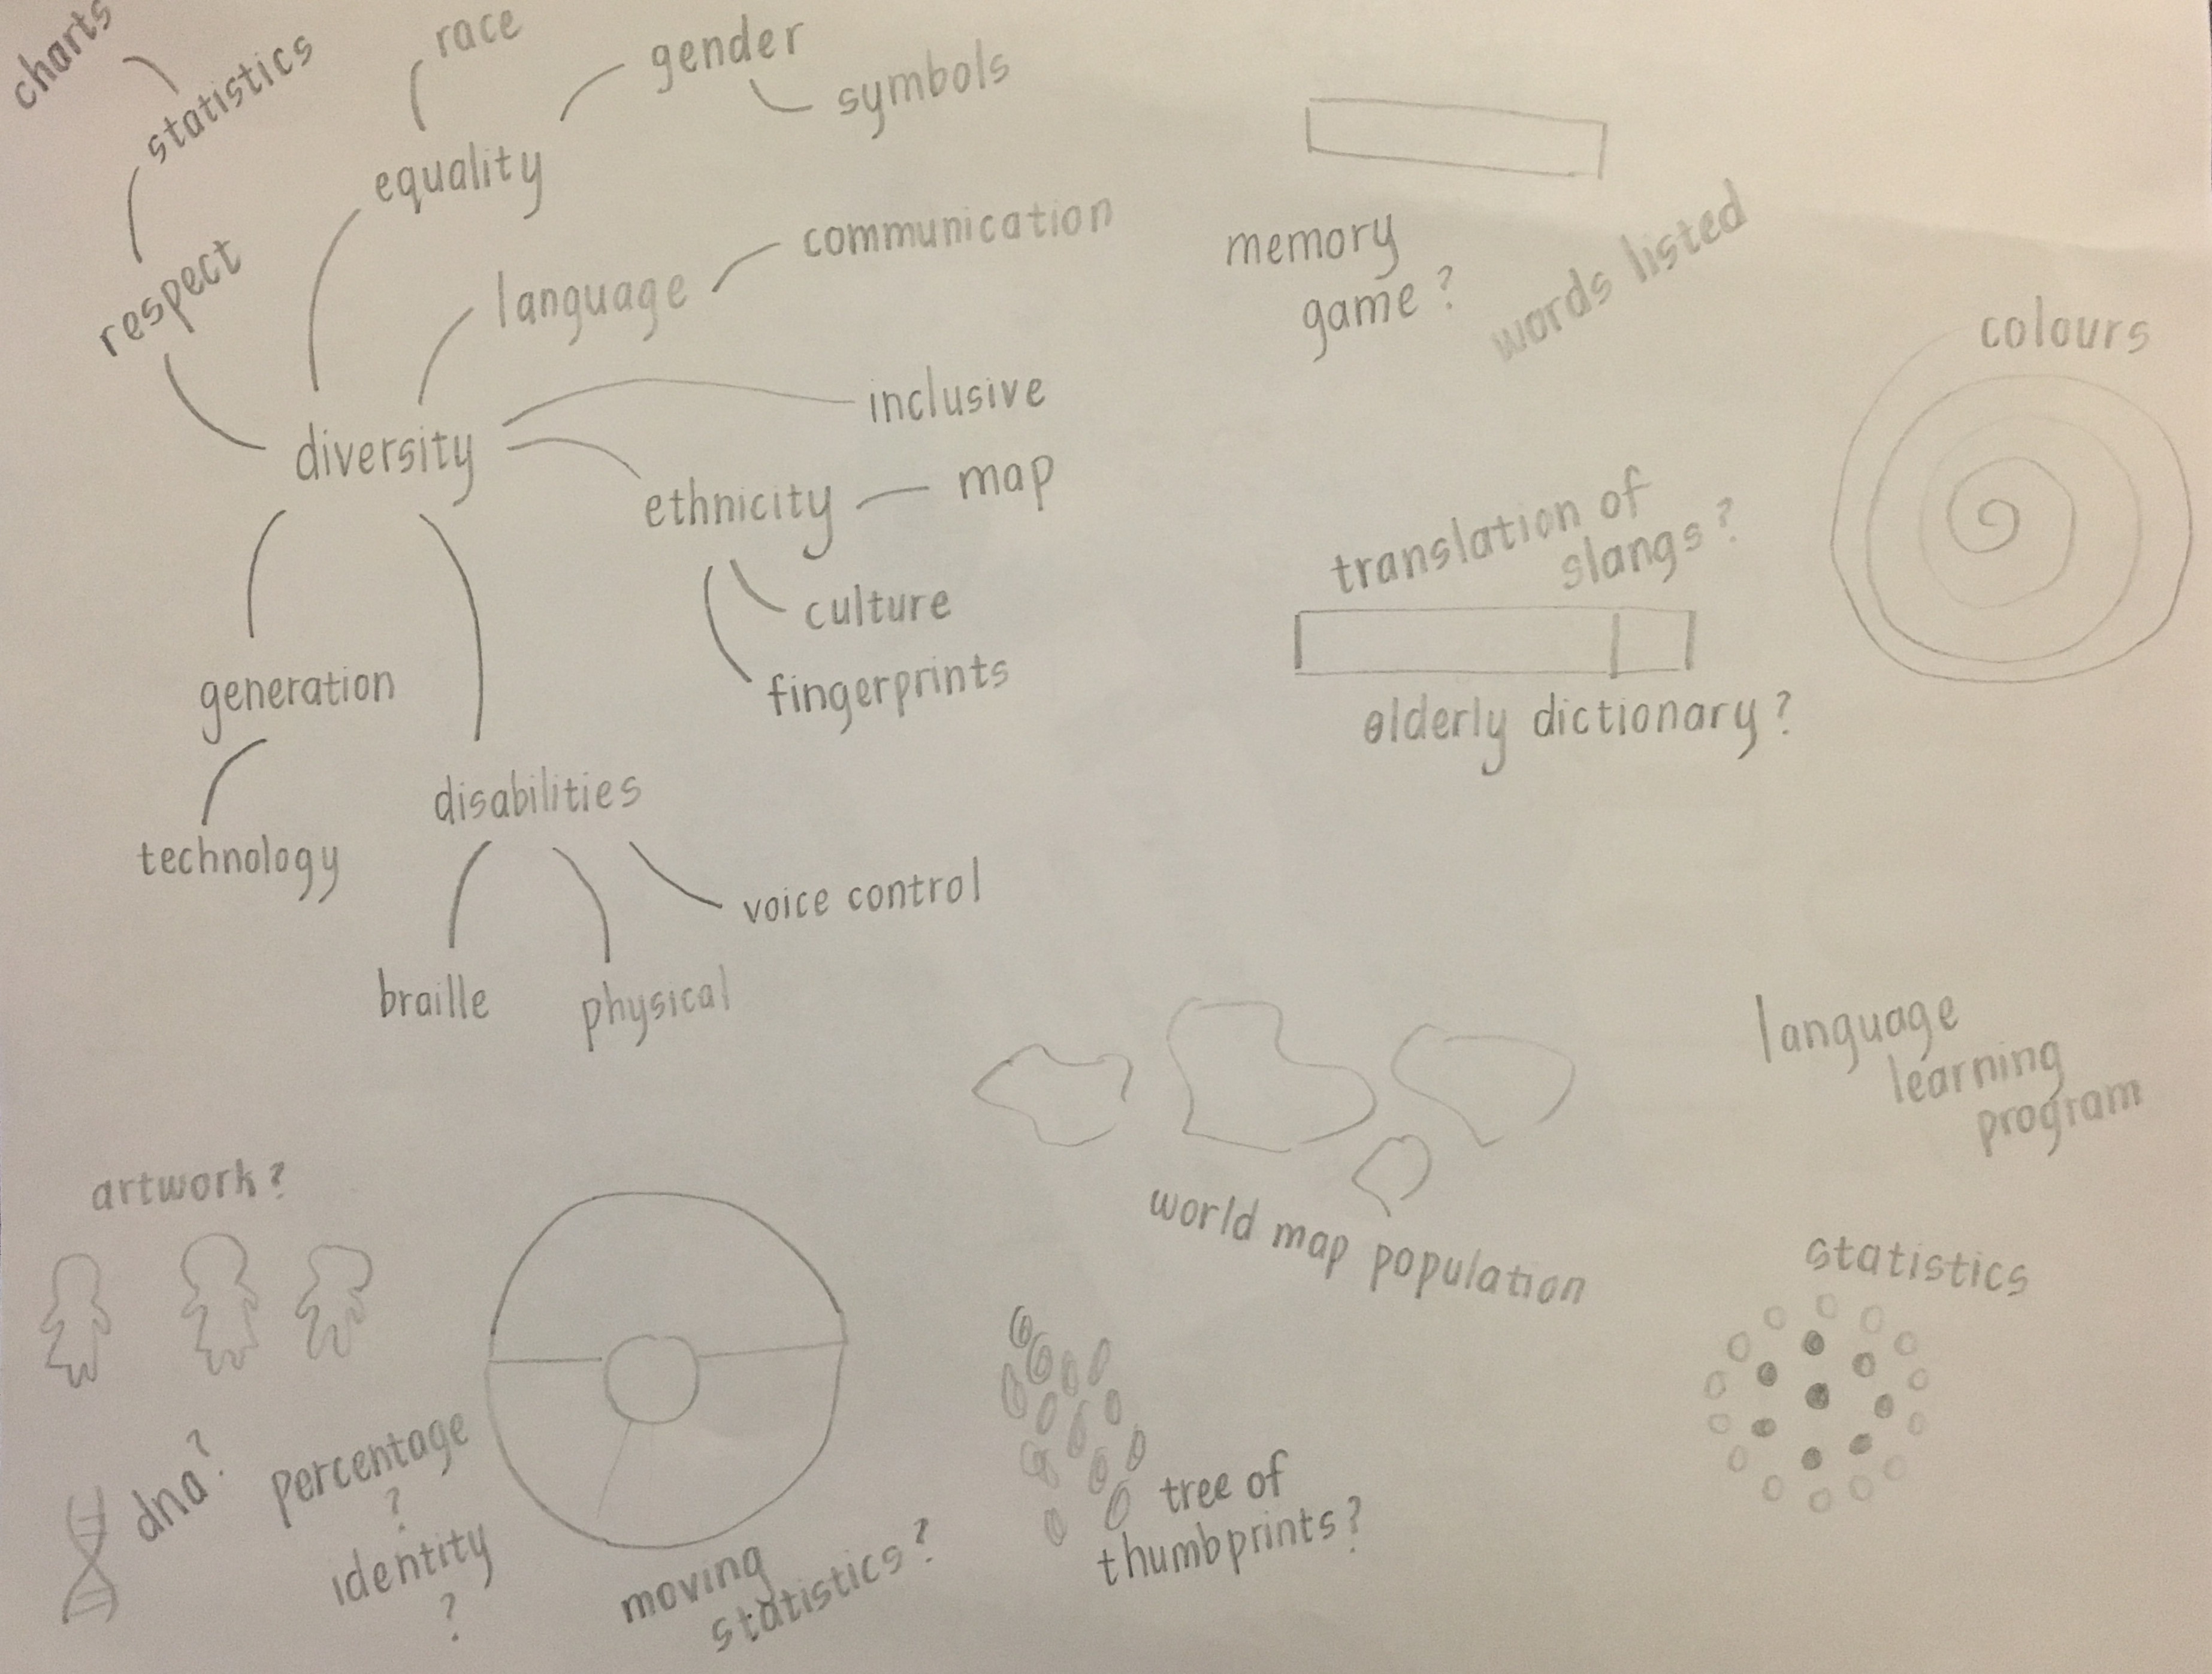 charts
statistics
race
gender
symbols
equality
respect
language
communication
inclusive
diversity
ethnicity
map
culture
fingerprints
generation
technology
disabilities
voice control
braille
physical
memory
game?
words listed
colours
translation of
slangs?
elderly dictionary?
language
learning
program
world map population
statistics
artwork?
dna?
percentage
?
identity
?
moving
statistics?
tree of
thumbprints?